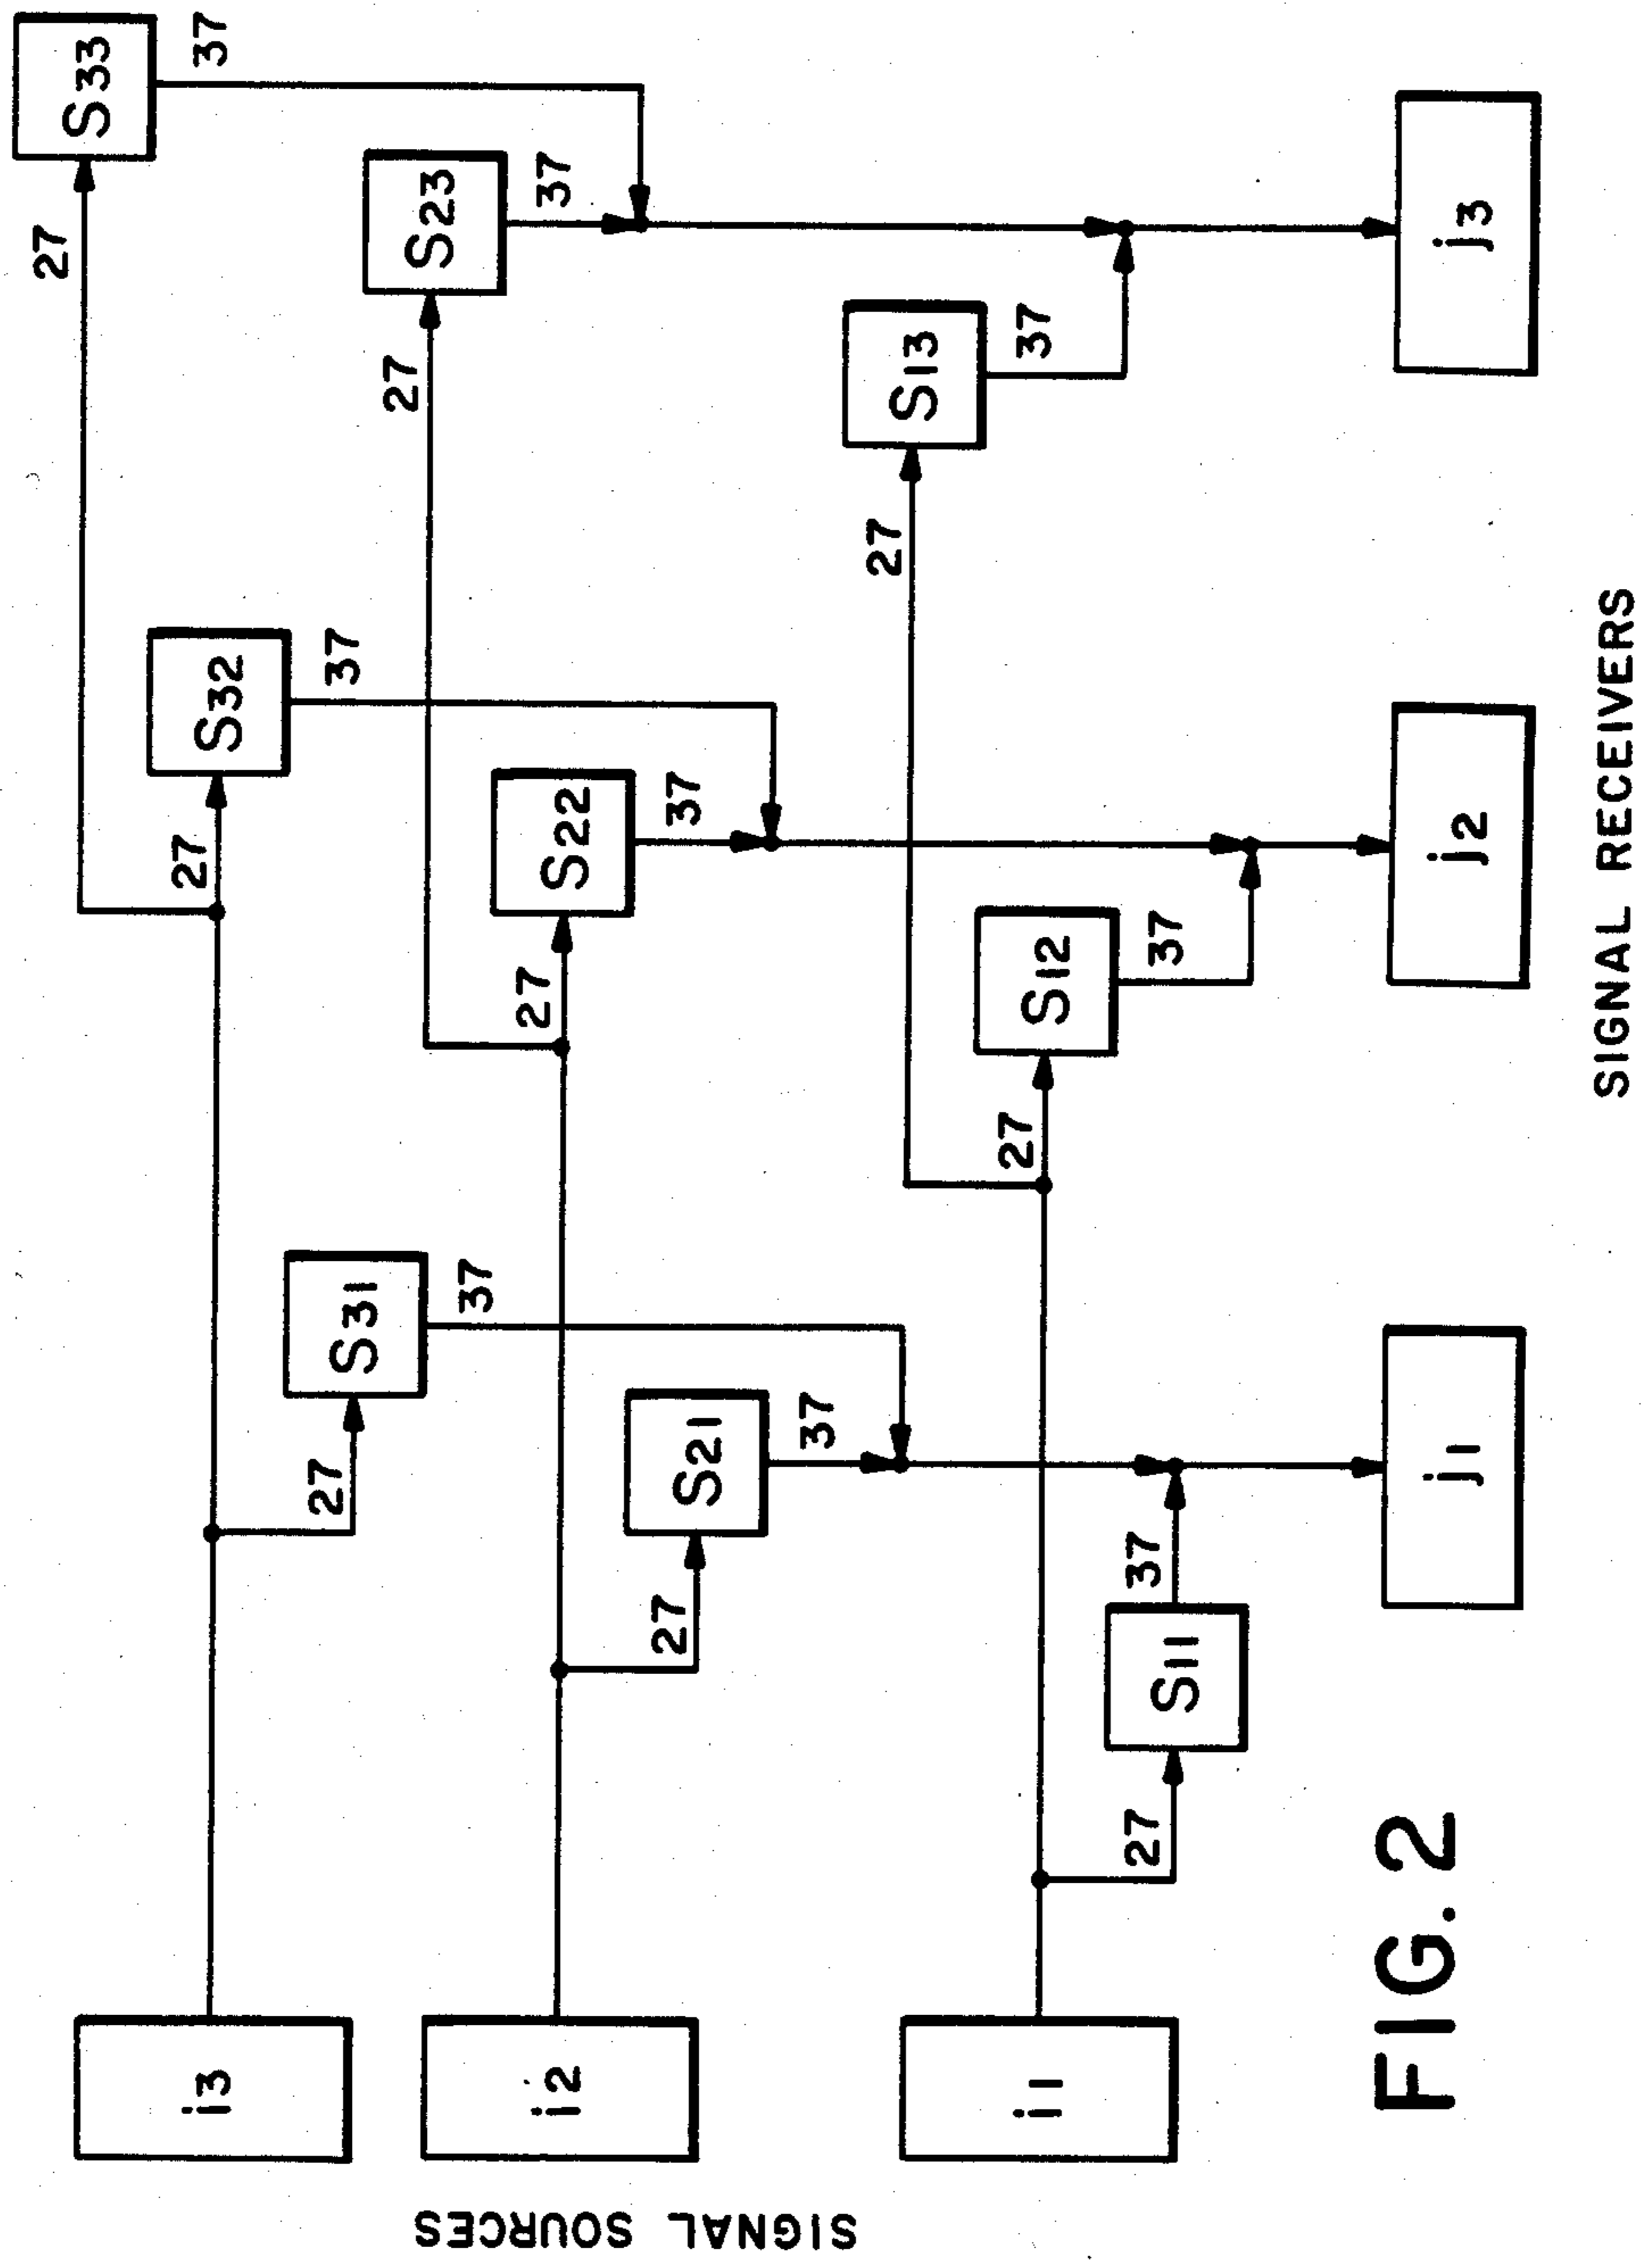 27
S33
37
27
S32
37
i3
27
S31
37
27
S23
37
27
S22
37
i2
27
S21
37
SIGNAL SOURCES
27
S13
37
27
S12
37
i1
27
S11
37
j1
j2
j3
FIG. 2
SIGNAL RECEIVERS